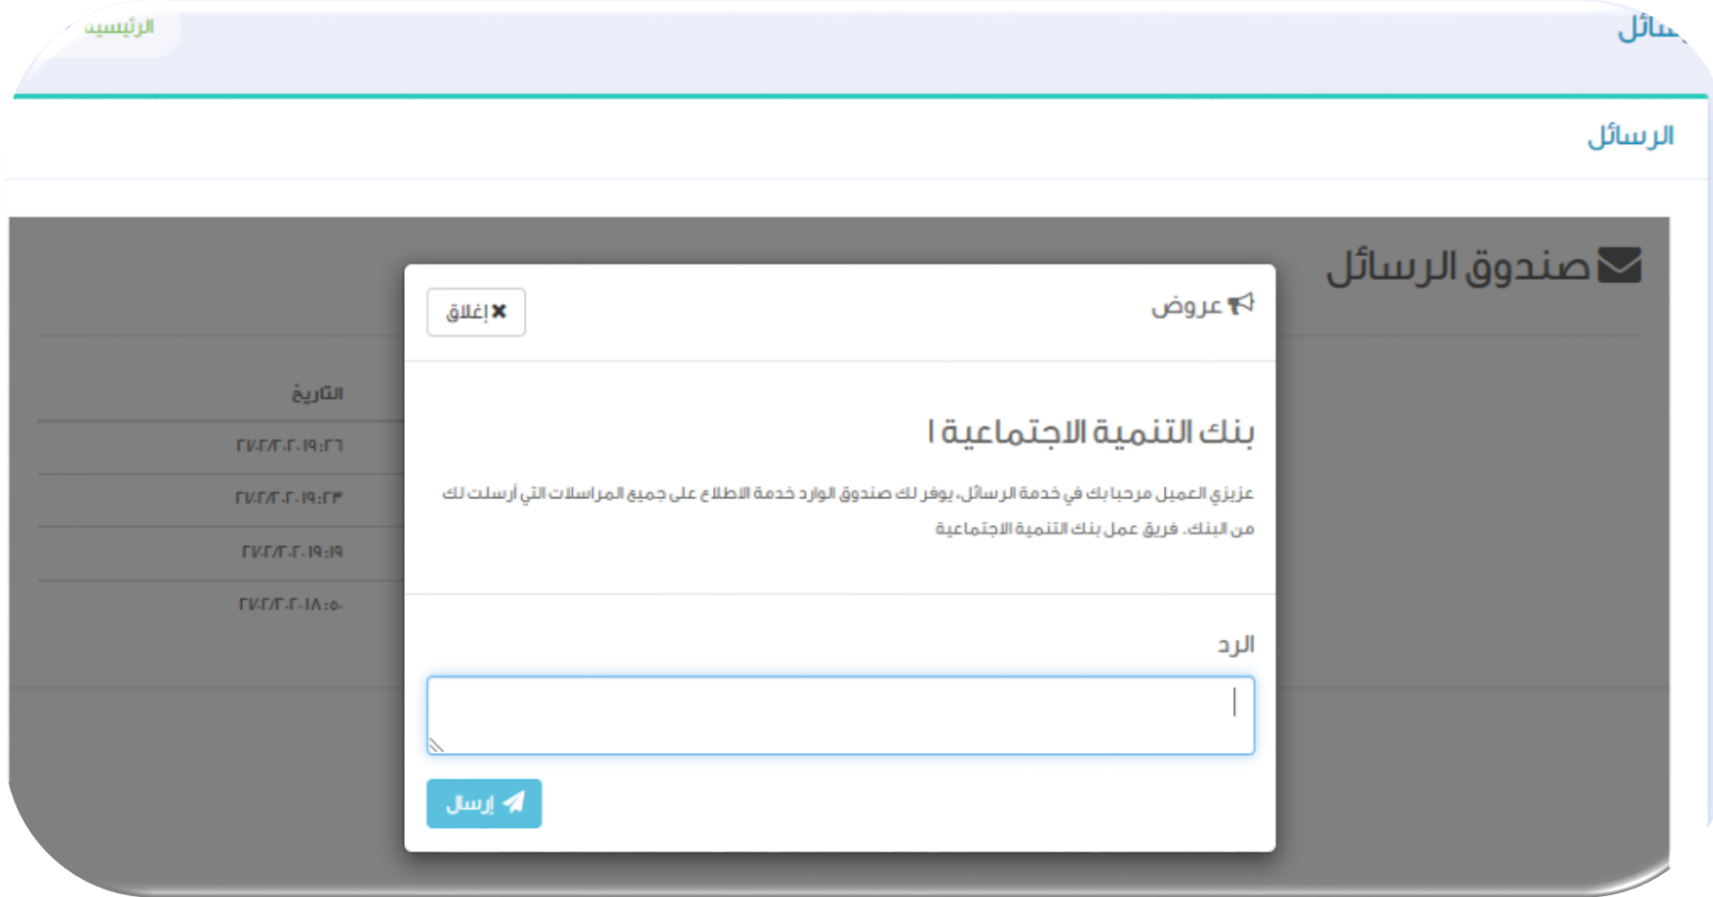 الرئيسية
الرسائل
صندوق الرسائل
عروض
إغلاق
بنك التنمية الاجتماعية ا
عزيزي العميل مرحبا بك في خدمة الرسائل، يوفر لك صندوق الوارد خدمة الاطلاع على جميع المراسلات التي أرسلت لك
من البنك. فريق عمل بنك التنمية الاجتماعية
الرد
إرسال
التاريخ